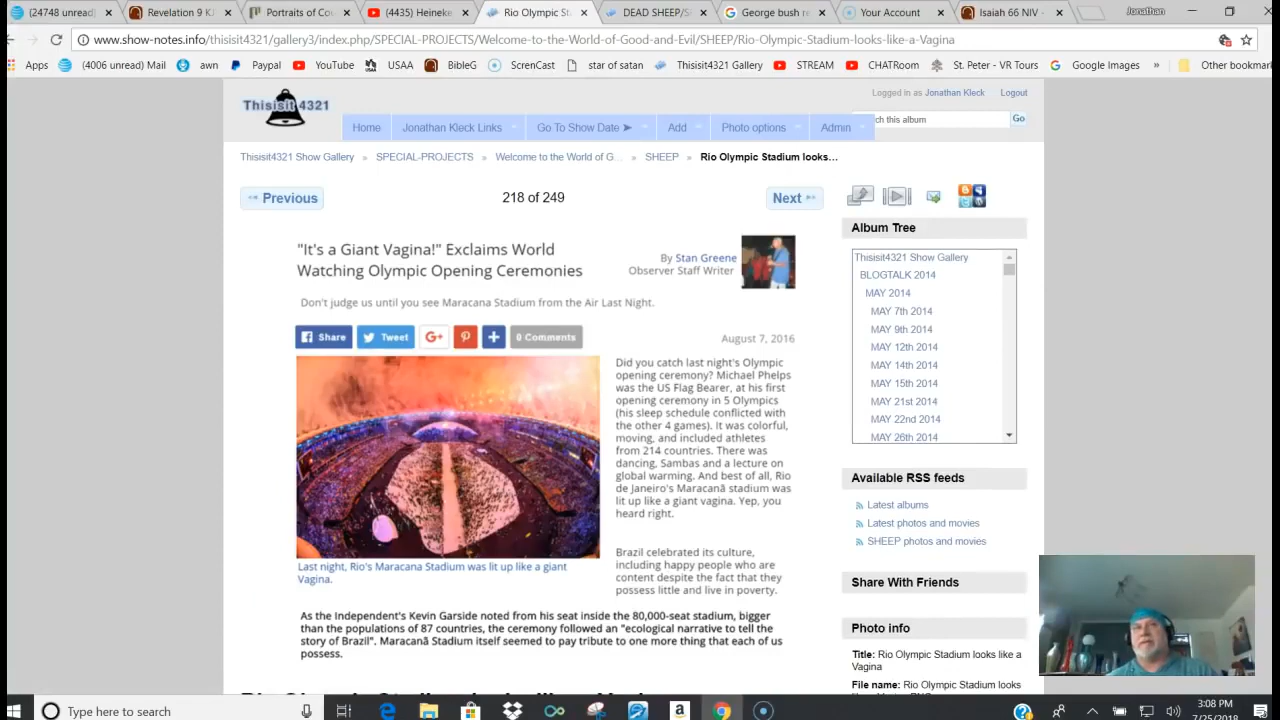 (24748 unread)
Revelation 9 KJ
Portraits of Cou
(4435) Heineke
Rio Olympic St
DEAD SHEEP/S
George bush re
Your Account
Isaiah 66 NIV -
Jonathan
www.show-notes.info/thisisit4321/gallery3/index.php/SPECIAL-PROJECTS/Welcome-to-the-World-of-Good-and-Evil/SHEEP/Rio-Olympic-Stadium-looks-like-a-Vagina
Apps
(4006 unread) Mail
awn
Paypal
YouTube
USAA
BibleG
ScrenCast
star of satan
Thisisit4321 Gallery
STREAM
CHATRoom
St. Peter - VR Tours
Google Images
»
Other bookmar
Logged in as Jonathan Kleck Logout
Thisisit 4321
ch this album
Go
Home
Jonathan Kleck Links
Go To Show Date ➤
Add
Photo options
Admin
Thisisit4321 Show Gallery » SPECIAL-PROJECTS » Welcome to the World of G... » SHEEP » Rio Olympic Stadium looks...
Previous
218 of 249
Next
"It's a Giant Vagina!" Exclaims World
Watching Olympic Opening Ceremonies
By Stan Greene
Observer Staff Writer
Don't judge us until you see Maracana Stadium from the Air Last Night.
Share
Tweet
G+
0 Comments
August 7, 2016
Did you catch last night's Olympic
opening ceremony? Michael Phelps
was the US Flag Bearer, at his first
opening ceremony in 5 Olympics
(his sleep schedule conflicted with
the other 4 games). It was colorful,
moving, and included athletes
from 214 countries. There was
dancing, Sambas and a lecture on
global warming. And best of all, Rio
de Janeiro's Maracanã stadium was
lit up like a giant vagina. Yep, you
heard right.
Brazil celebrated its culture,
including happy people who are
content despite the fact that they
possess little and live in poverty.
Last night, Rio's Maracana Stadium was lit up like a giant
Vagina.
As the Independent's Kevin Garside noted from his seat inside the 80,000-seat stadium, bigger
than the populations of 87 countries, the ceremony followed an "ecological narrative to tell the
story of Brazil". Maracanã Stadium itself seemed to pay tribute to one more thing that each of us
possess.
Album Tree
Thisisit4321 Show Gallery
BLOGTALK 2014
MAY 2014
MAY 7th 2014
MAY 9th 2014
MAY 12th 2014
MAY 14th 2014
MAY 15th 2014
MAY 21st 2014
MAY 22nd 2014
MAY 26th 2014
Available RSS feeds
Latest albums
Latest photos and movies
SHEEP photos and movies
Share With Friends
Photo info
Title: Rio Olympic Stadium looks like a
Vagina
File name: Rio Olympic Stadium looks
Type here to search
3:08 PM
7/25/2018